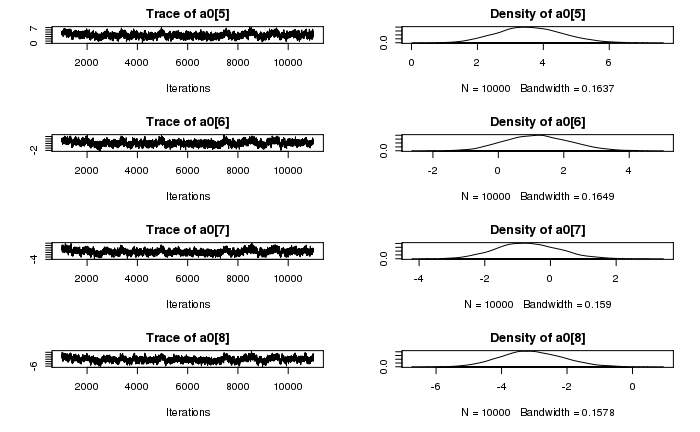 Trace of a0[5]
Density of a0[5]
0 7
2000 4000 6000 8000 10000
Iterations
0.0
0 2 4 6
N = 10000 Bandwidth = 0.1637
Trace of a0[6]
Density of a0[6]
-2
2000 4000 6000 8000 10000
Iterations
0.0
-2 0 2 4
N = 10000 Bandwidth = 0.1649
Trace of a0[7]
Density of a0[7]
-4
2000 4000 6000 8000 10000
Iterations
0.0
-4 -2 0 2
N = 10000 Bandwidth = 0.159
Trace of a0[8]
Density of a0[8]
-6
2000 4000 6000 8000 10000
Iterations
0.0
-6 -4 -2 0
N = 10000 Bandwidth = 0.1578